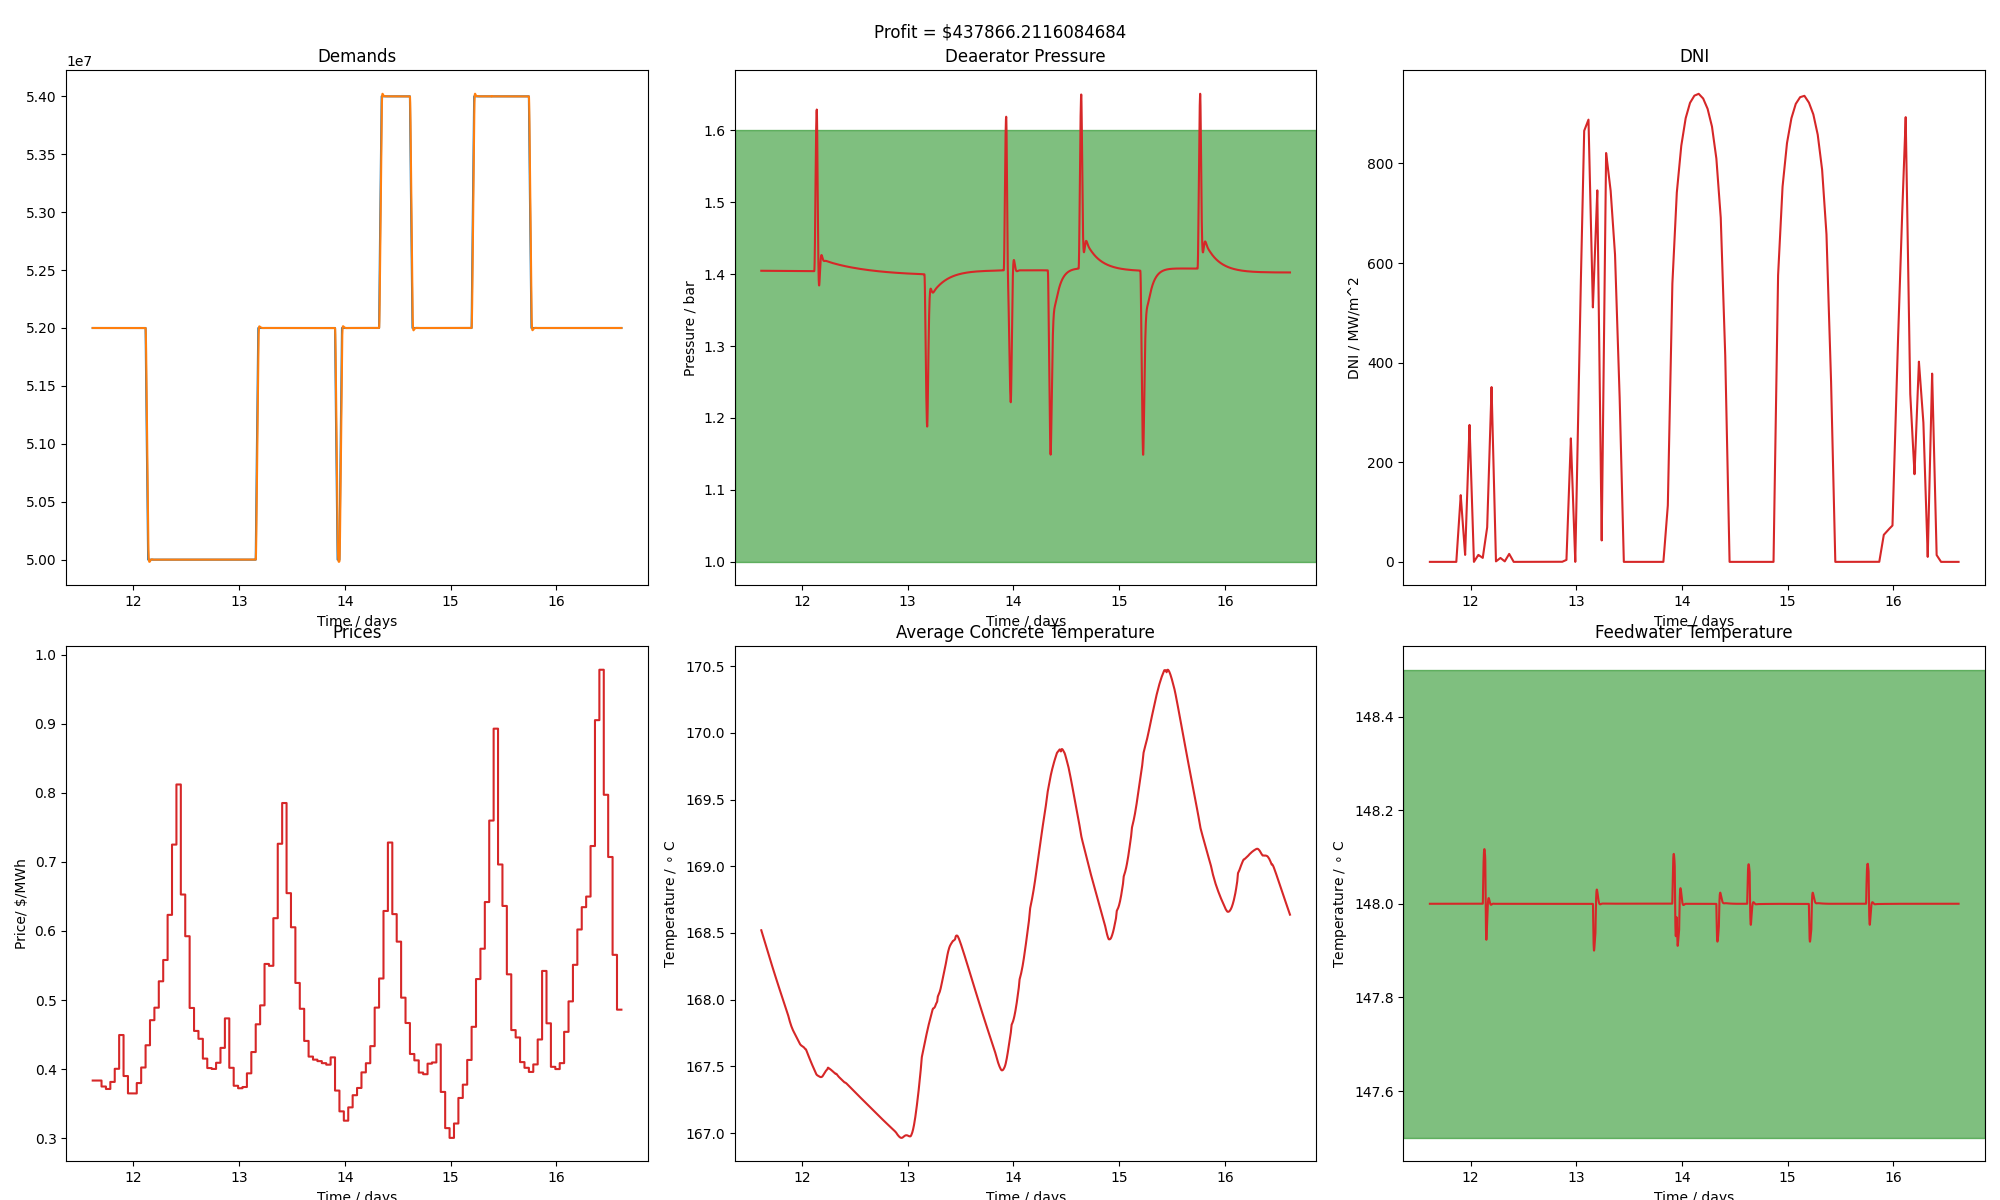 Profit = $437866.2116084684
Demands
1e7
5.40
5.35
5.30
5.25
5.20
5.15
5.10
5.05
5.00
12 13 14 15 16
Time / days
Deaerator Pressure
Pressure / bar
1.6
1.5
1.4
1.3
1.2
1.1
1.0
12 13 14 15 16
Time / days
DNI
DNI / MW/m^2
800
600
400
200
0
12 13 14 15 16
Time / days
Prices
Price/ $/MWh
1.0
0.9
0.8
0.7
0.6
0.5
0.4
0.3
12 13 14 15 16
Time / days
Average Concrete Temperature
Temperature / ∘ C
170.5
170.0
169.5
169.0
168.5
168.0
167.5
167.0
12 13 14 15 16
Time / days
Feedwater Temperature
Temperature / ∘ C
148.4
148.2
148.0
147.8
147.6
12 13 14 15 16
Time / days